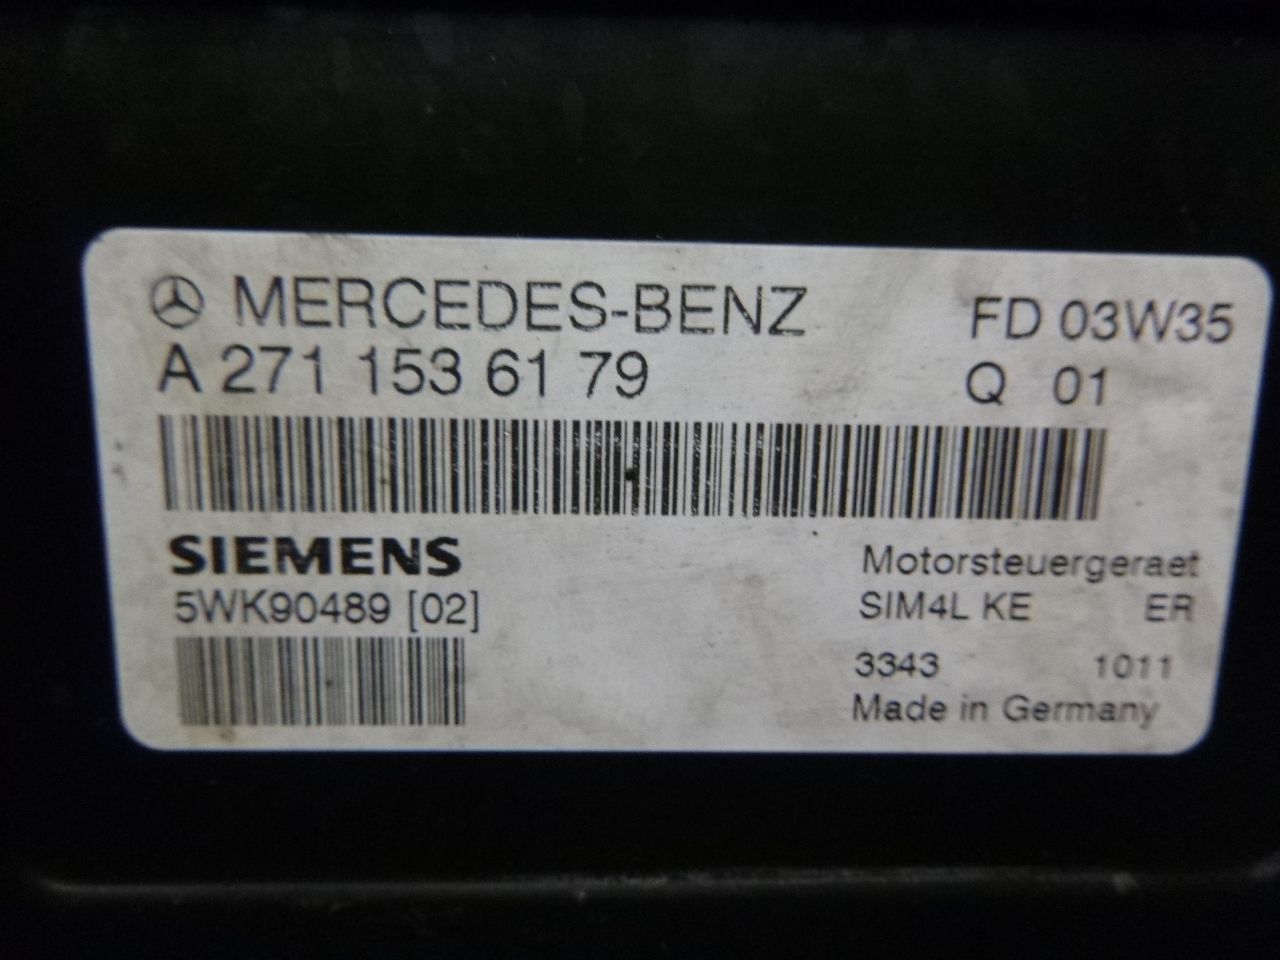 MERCEDES-BENZ FD 03W35
A 271 153 61 79 Q 01
SIEMENS Motorsteuergeraet
5WK90489 [02] SIM4L KE ER
3343 1011
Made in Germany